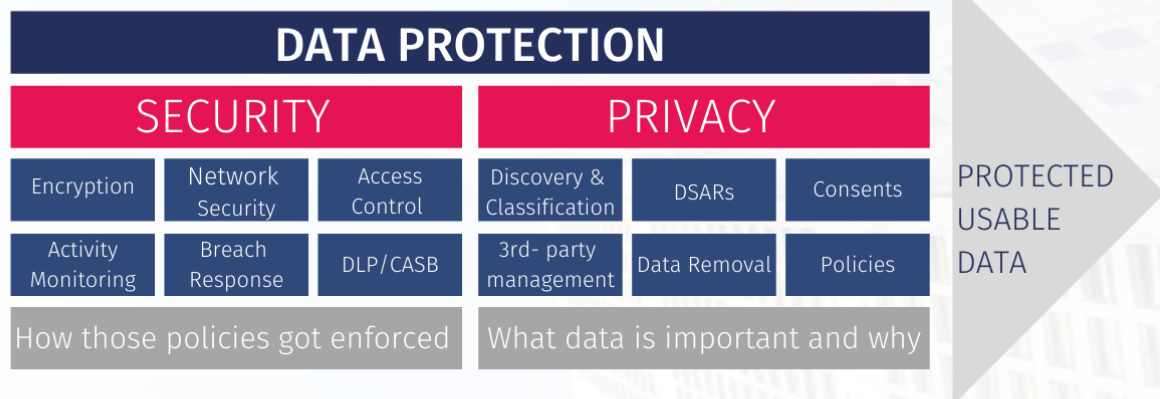 DATA PROTECTION
SECURITY
PRIVACY
Encryption
Network
Security
Access
Control
Discovery &
Classification
DSARs
Consents
Activity
Monitoring
Breach
Response
DLP/CASB
3rd- party
management
Data Removal
Policies
How those policies got enforced
What data is important and why
PROTECTED
USABLE
DATA